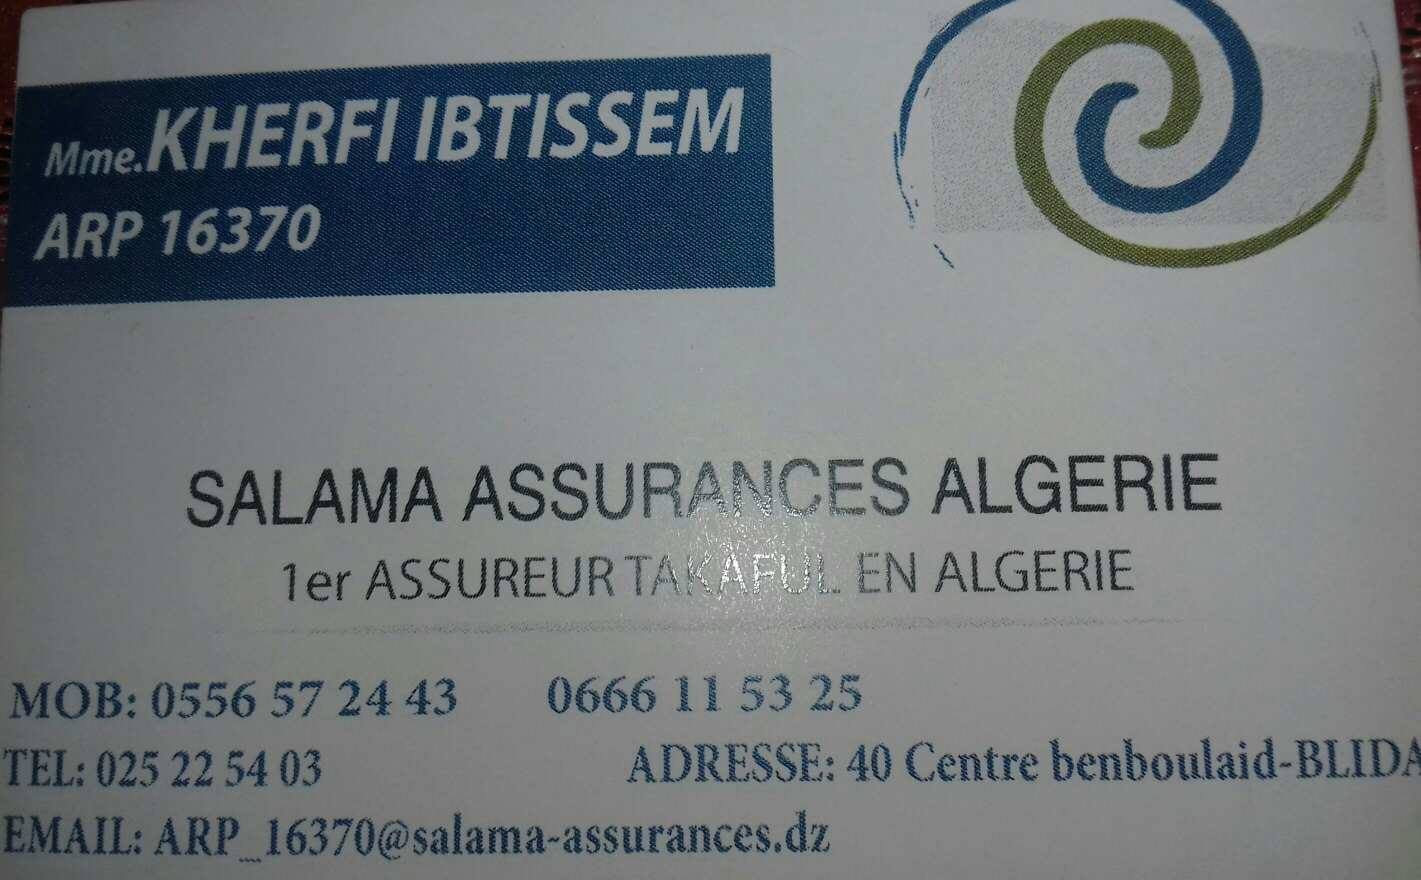 Mme.KHERFI IBTISSEM
ARP 16370
SALAMA ASSURANCES ALGERIE
1er ASSUREUR TAKAFUL EN ALGERIE
MOB: 0556 57 24 43 0666 11 53 25
TEL: 025 22 54 03 ADRESSE: 40 Centre benboulaid-BLIDA
EMAIL: ARP_16370@salama-assurances.dz